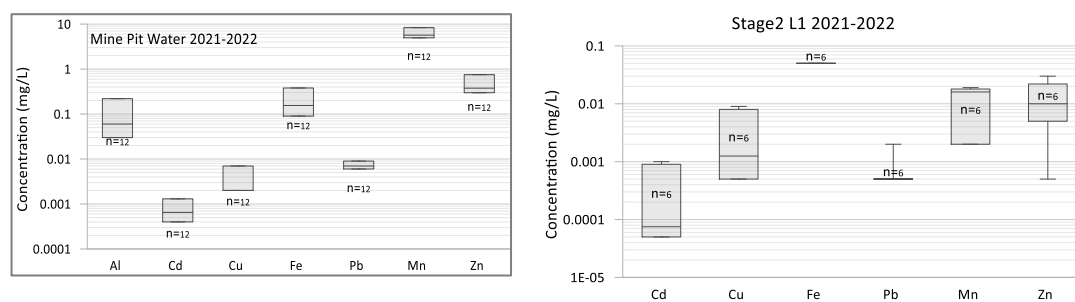 Mine Pit Water 2021-2022
Concentration (mg/L)
10
1
0.1
0.01
0.001
0.0001
n=12
n=12
n=12
n=12
n=12
n=12
n=12
Al Cd Cu Fe Pb Mn Zn
Stage2 L1 2021-2022
Concentration (mg/L)
0.1
0.01
0.001
0.0001
1E-05
n=6
n=6
n=6
n=6
n=6
n=6
Cd Cu Fe Pb Mn Zn